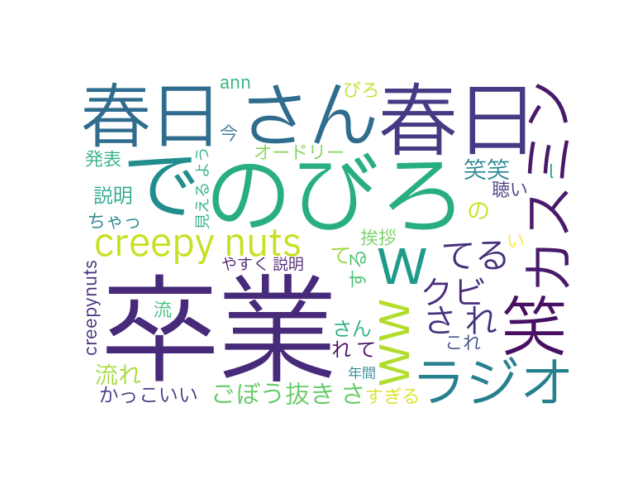 春日 さん 春日
ann
びろ
今
カスミン
オードリー
発表
見える よう
笑笑
で のびろ
説明
聴い
し
の
ちゃっ
creepy nuts
挨拶
てる
い
w
て
する
やすく 説明
creepynuts
クビ
卒業
流
ww
され
笑
さん
れ て
これ
流れ
年間
ラジオ
かっこいい
ごぼう抜き さ
すぎる